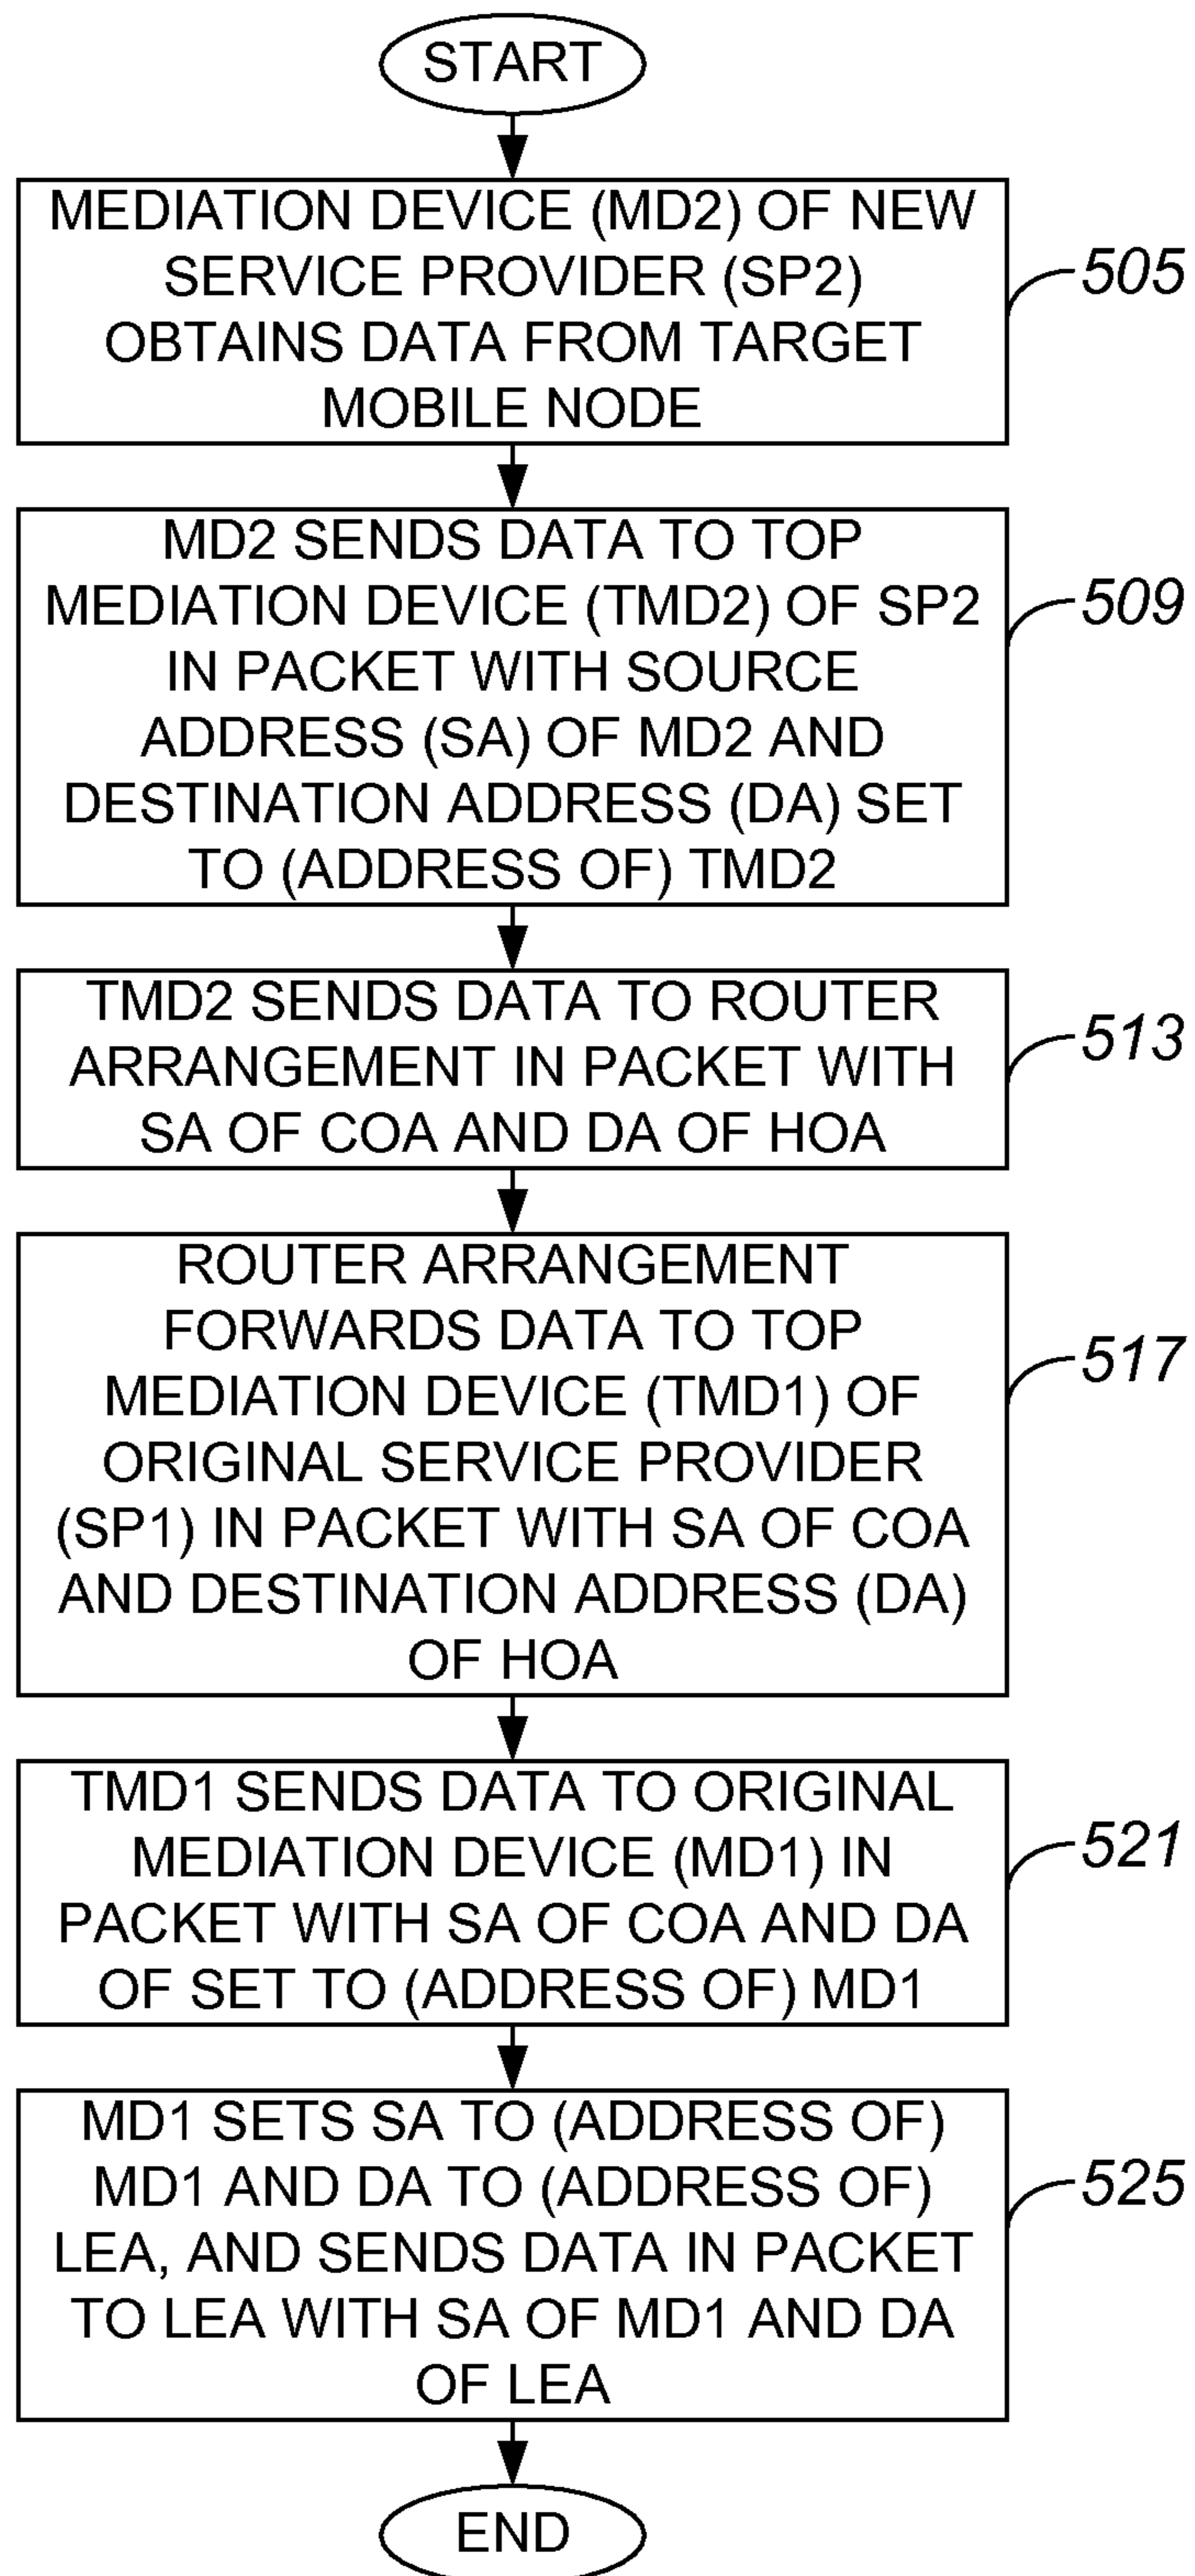 START
MEDIATION DEVICE (MD2) OF NEW
SERVICE PROVIDER (SP2)
OBTAINS DATA FROM TARGET
MOBILE NODE
505
MD2 SENDS DATA TO TOP
MEDIATION DEVICE (TMD2) OF SP2
IN PACKET WITH SOURCE
ADDRESS (SA) OF MD2 AND
DESTINATION ADDRESS (DA) SET
TO (ADDRESS OF) TMD2
509
TMD2 SENDS DATA TO ROUTER
ARRANGEMENT IN PACKET WITH
SA OF COA AND DA OF HOA
513
ROUTER ARRANGEMENT
FORWARDS DATA TO TOP
MEDIATION DEVICE (TMD1) OF
ORIGINAL SERVICE PROVIDER
(SP1) IN PACKET WITH SA OF COA
AND DESTINATION ADDRESS (DA)
OF HOA
517
TMD1 SENDS DATA TO ORIGINAL
MEDIATION DEVICE (MD1) IN
PACKET WITH SA OF COA AND DA
OF SET TO (ADDRESS OF) MD1
521
MD1 SETS SA TO (ADDRESS OF)
MD1 AND DA TO (ADDRESS OF)
LEA, AND SENDS DATA IN PACKET
TO LEA WITH SA OF MD1 AND DA
OF LEA
525
END